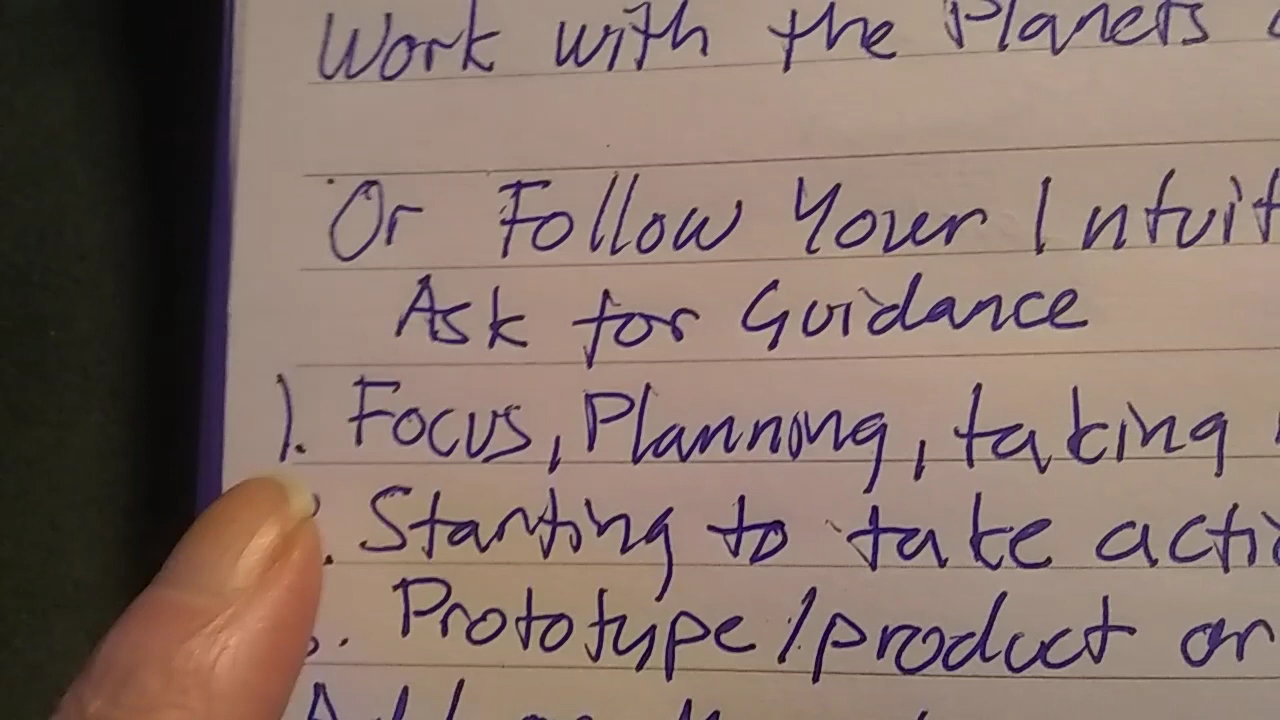 Work with the Planets
Or Follow Your Intuit
Ask for Guidance
1. Focus, Planning, taking
. Starting to take acti
. Prototype/product or